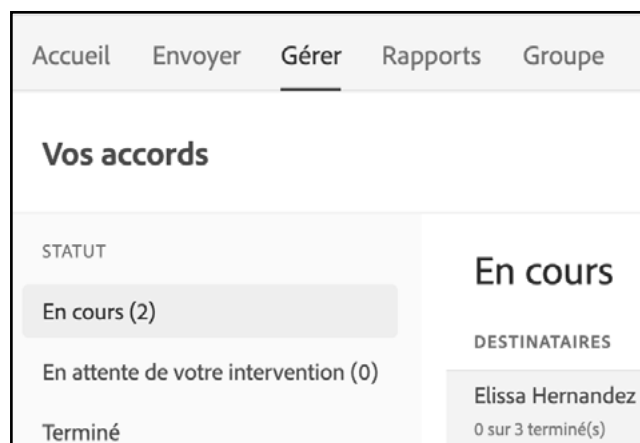 Accueil Envoyer Gérer Rapports Groupe
Vos accords
STATUT
En cours (2)
En attente de votre intervention (0)
Terminé
En cours
DESTINATAIRES
Elissa Hernandez
0 sur 3 terminé(s)